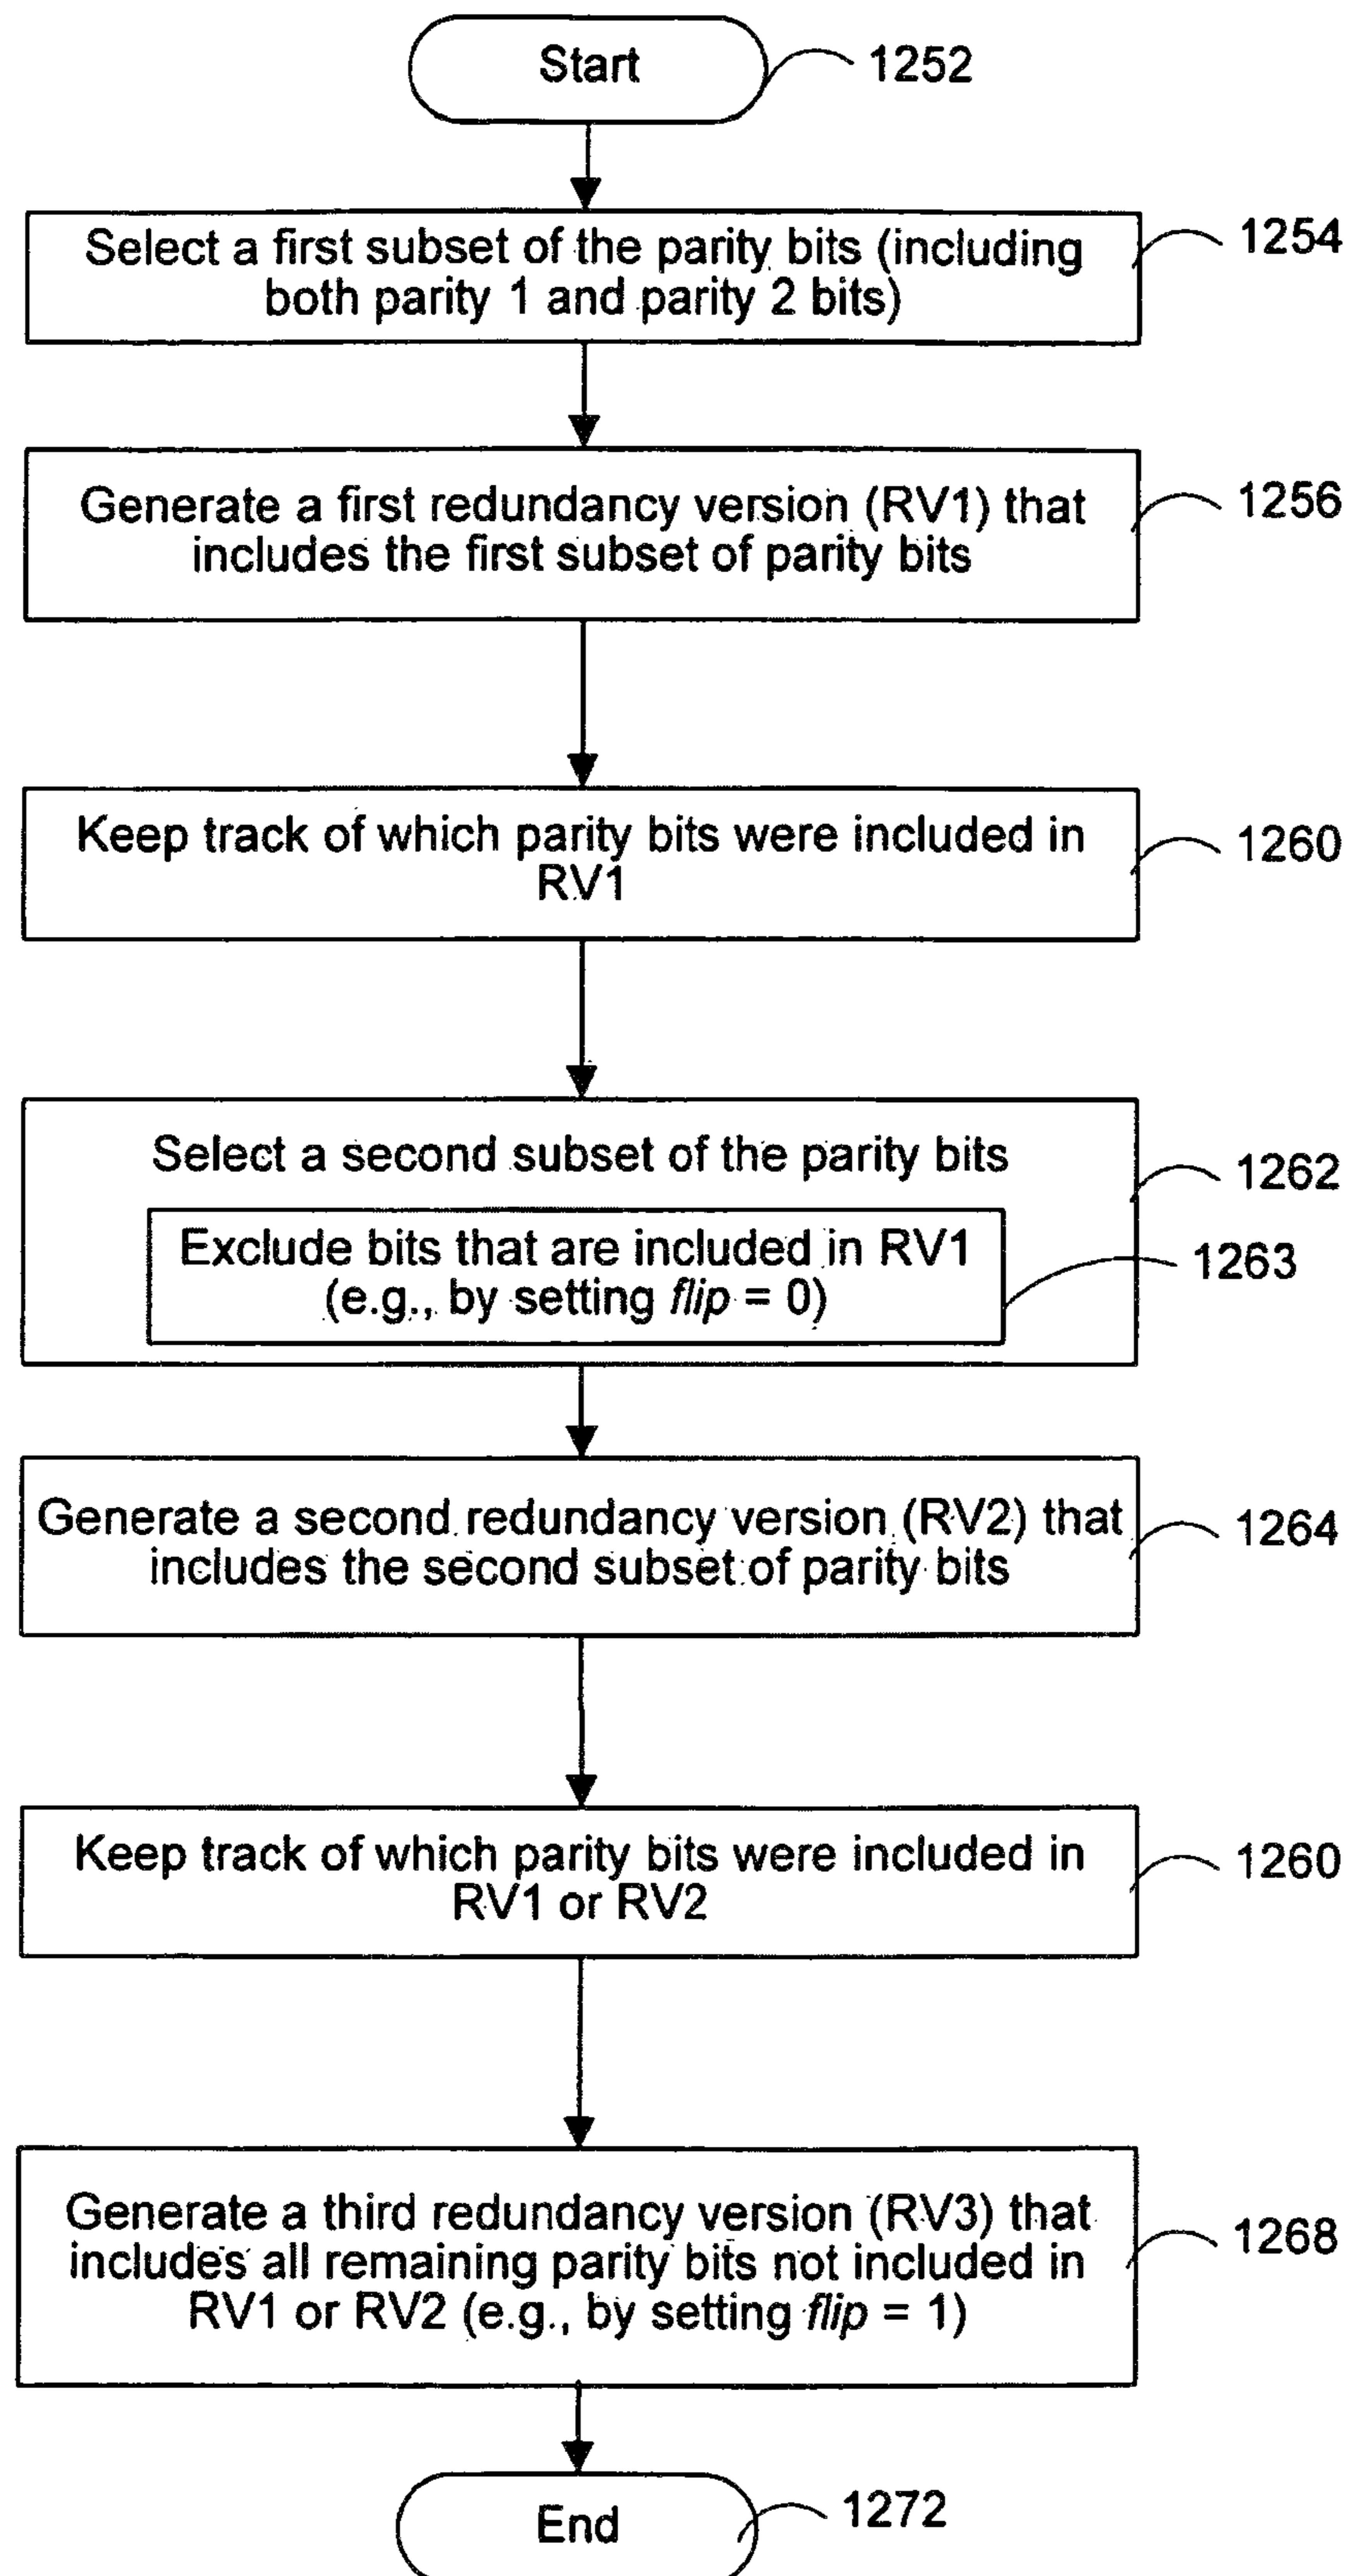 Start
1252
Select a first subset of the parity bits (including
both parity 1 and parity 2 bits)
1254
Generate a first redundancy version (RV1) that
includes the first subset of parity bits
1256
Keep track of which parity bits were included in
RV1
1260
Select a second subset of the parity bits
1262
Exclude bits that are included in RV1
(e.g., by setting flip = 0)
1263
Generate a second redundancy version (RV2) that
includes the second subset of parity bits
1264
Keep track of which parity bits were included in
RV1 or RV2
1260
Generate a third redundancy version (RV3) that
includes all remaining parity bits not included in
RV1 or RV2 (e.g., by setting flip = 1)
1268
End
1272